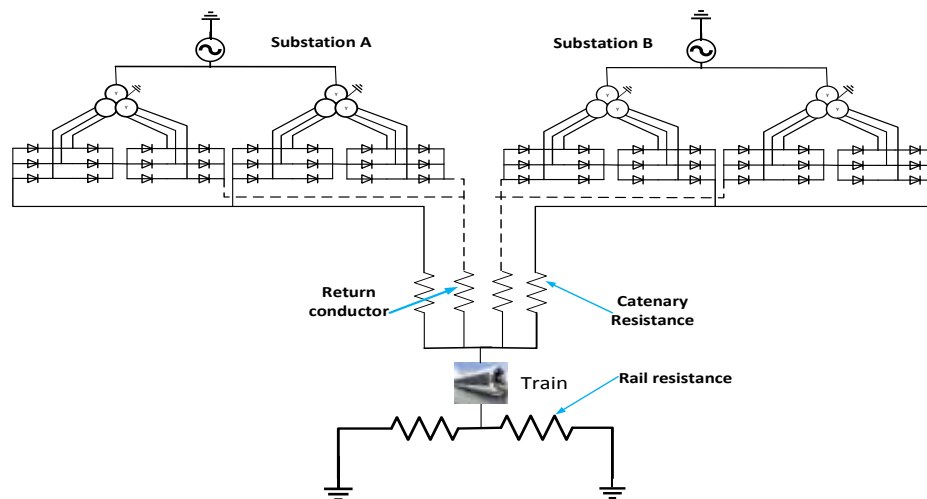 Substation A
Substation B
Y
Y
Y
Y
Y
Y
Y
Y
Return
conductor
Catenary
Resistance
Train
Rail resistance